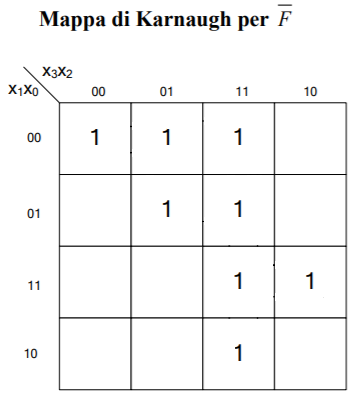 Mappa di Karnaugh per F̅
x₃x₂
x₁x₀ 00 01 11 10
00 1 1 1
01 1 1
11 1 1
10 1